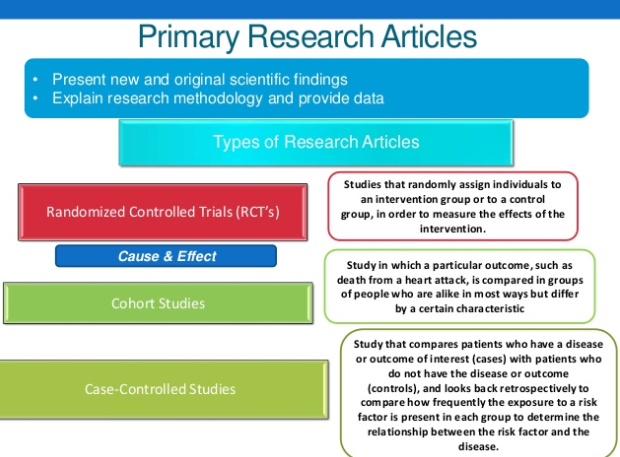 Primary Research Articles
• Present new and original scientific findings
• Explain research methodology and provide data
Types of Research Articles
Randomized Controlled Trials (RCT's)
Studies that randomly assign individuals to
an intervention group or to a control
group, in order to measure the effects of the
intervention.
Cause & Effect
Cohort Studies
Study in which a particular outcome, such as
death from a heart attack, is compared in groups
of people who are alike in most ways but differ
by a certain characteristic
Case-Controlled Studies
Study that compares patients who have a disease
or outcome of interest (cases) with patients who
do not have the disease or outcome
(controls), and looks back retrospectively to
compare how frequently the exposure to a risk
factor is present in each group to determine the
relationship between the risk factor and the
disease.